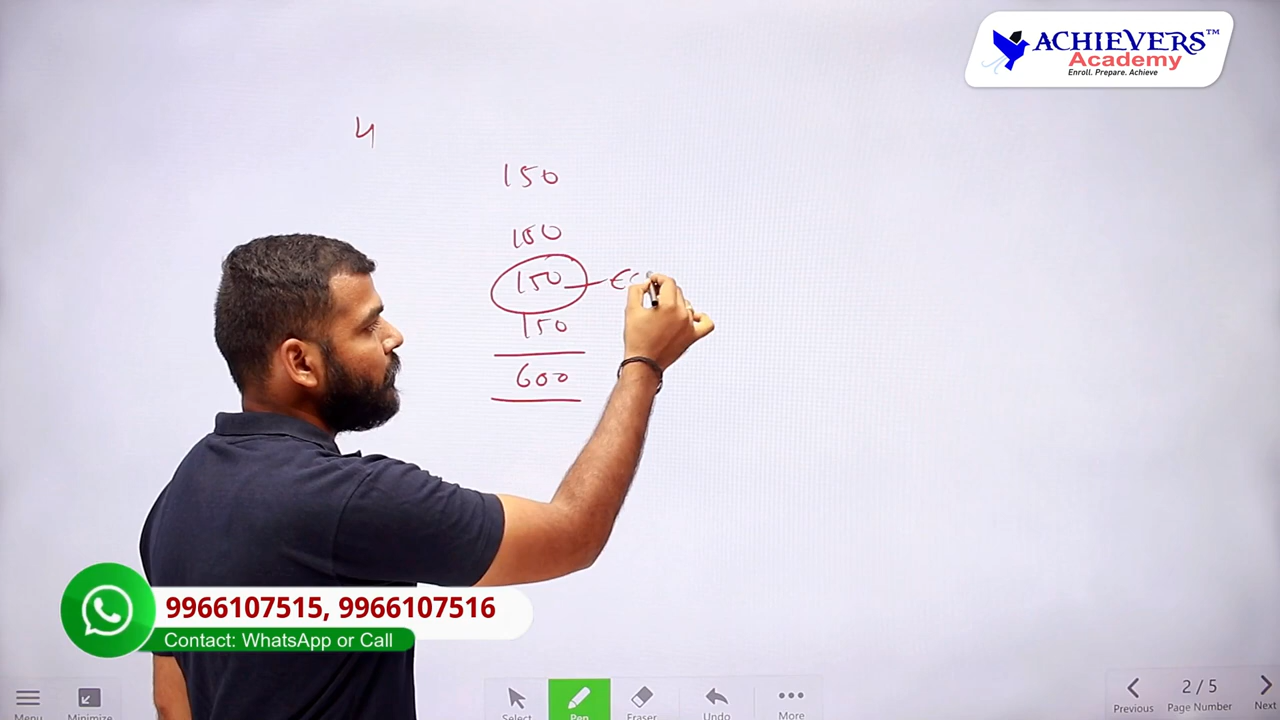 ACHIEVERS™
Academy
Enroll. Prepare. Achieve
4
150
150
150
150
600
9966107515, 9966107516
Contact: WhatsApp or Call
Menu
Minimize
Select
Pen
Eraser
Undo
More
Previous
2 / 5
Page Number
Next